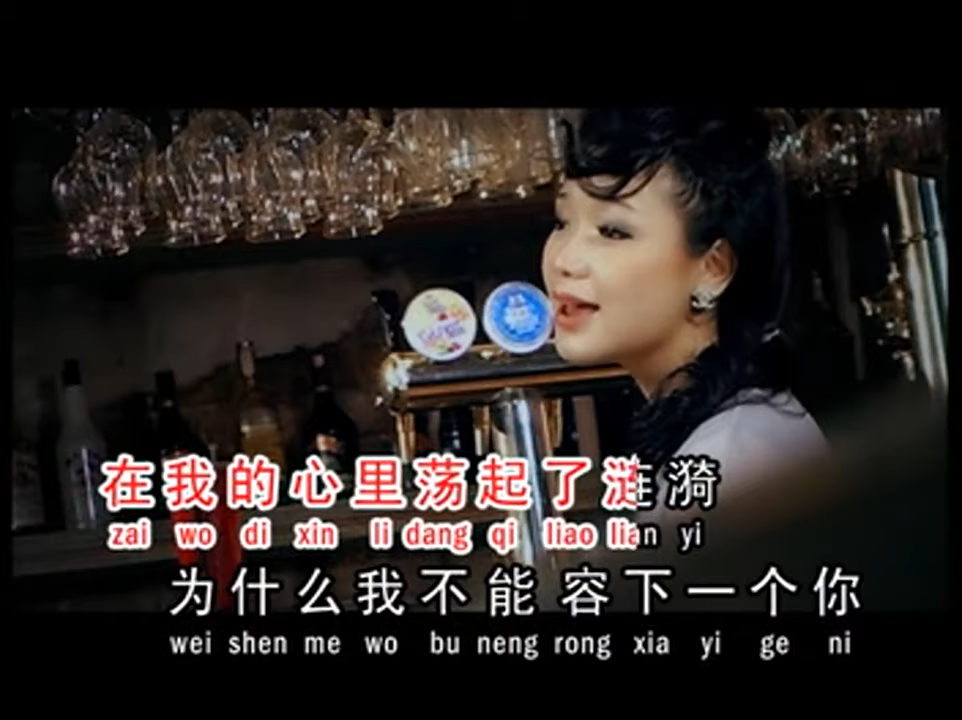 在我的心里荡起了涟漪
zai wo di xin li dang qi liao lian yi
为什么我不能 容下一个你
wei shen me wo bu neng rong xia yi ge ni